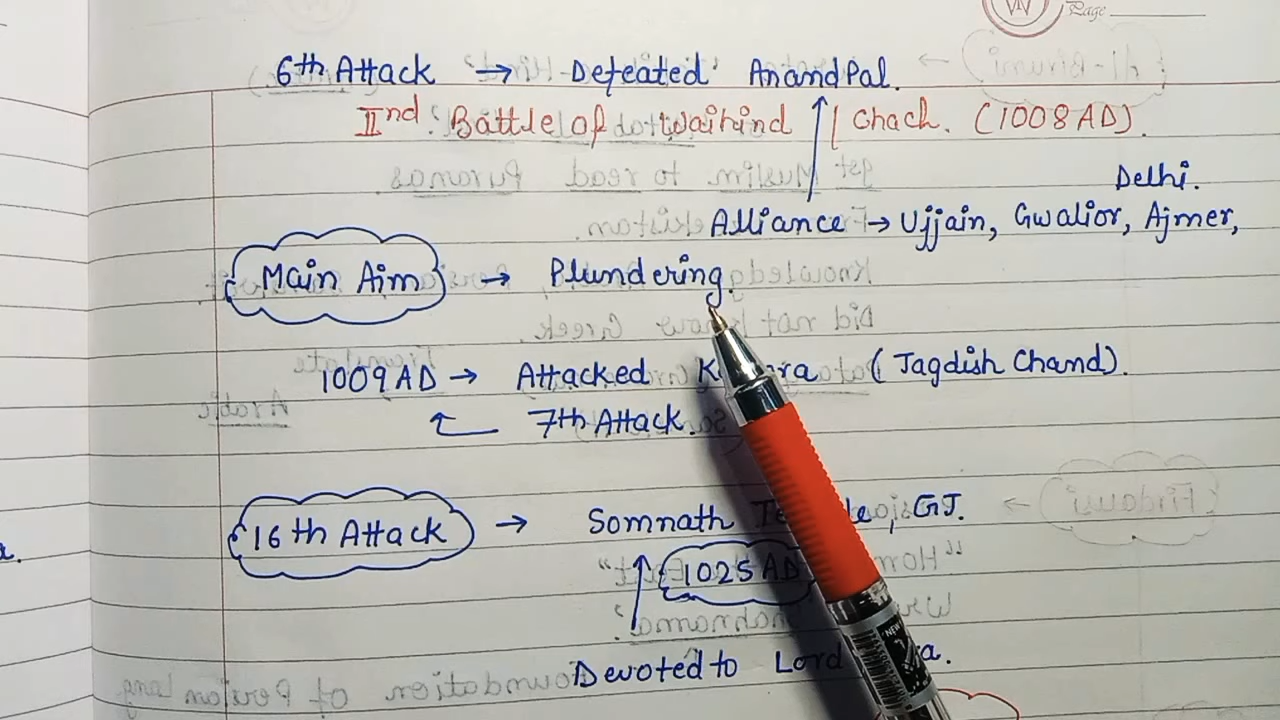 Page
6th Attack → Defeated AnandPal.
IInd Battle of Waihind / Chach. (1008 AD).
Delhi.
Alliance → Ujjain, Gwalior, Ajmer,
Main Aim → Plundering.
1009 AD → Attacked (Jagdish Chand).
7th Attack.
16th Attack → Somnath , GJ.
1025 AD
Devoted to Lord